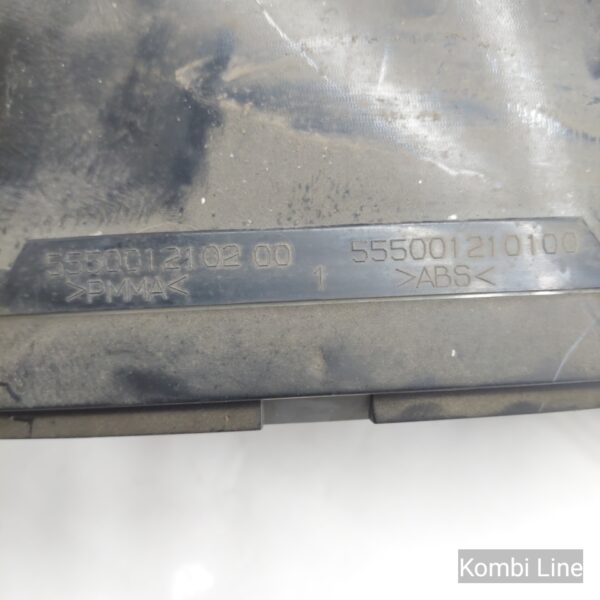 555001210200 555001210100
>PMMA< 1 >ABS<
Kombi Line